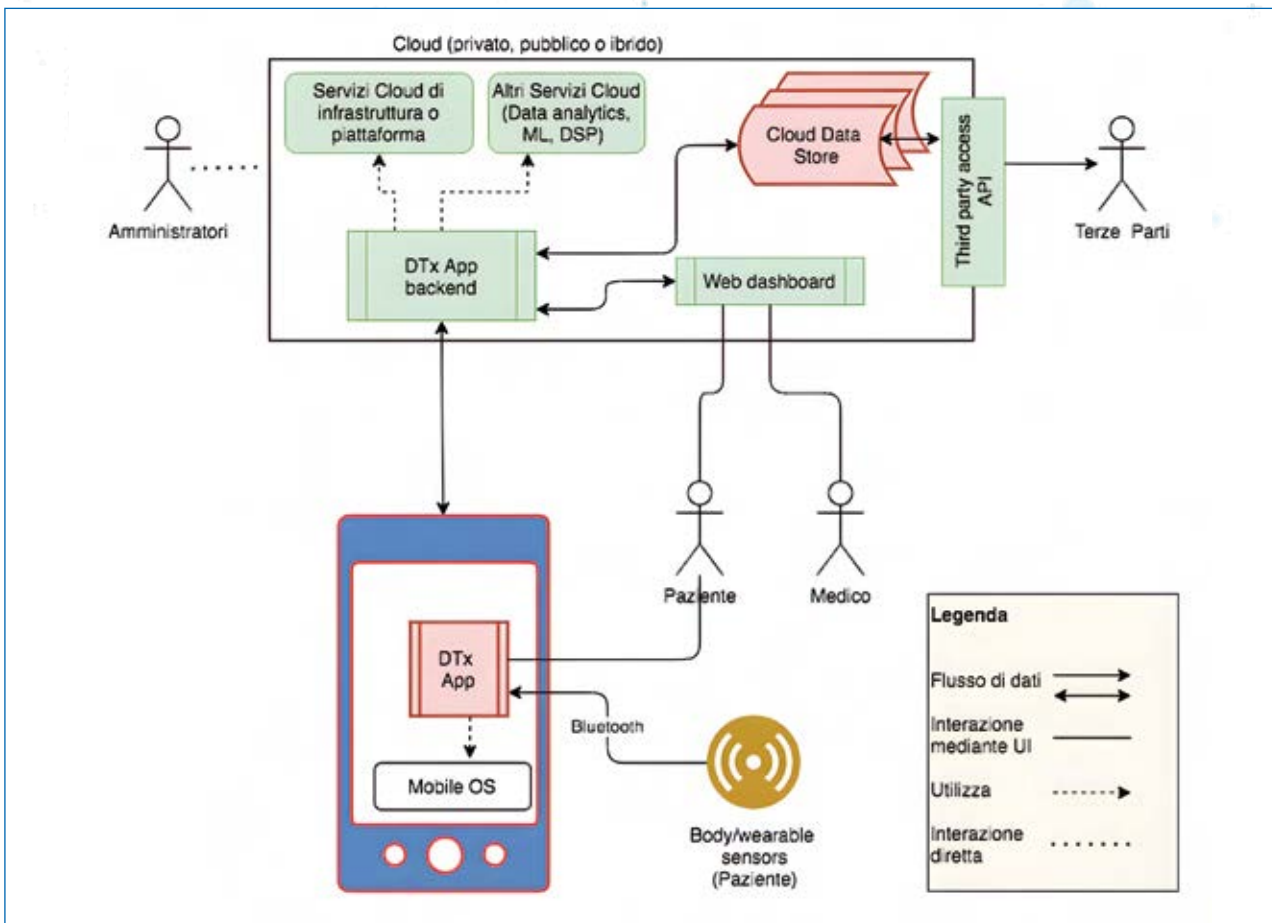 Cloud (privato, pubblico o ibrido)
Servizi Cloud di
infrastruttura o
piattaforma
Altri Servizi Cloud
(Data analytics,
ML, DSP)
Cloud Data
Store
Third party access
API
Amministratori
Terze Parti
DTx App
backend
Web dashboard
Paziente
Medico
DTx
App
Bluetooth
Mobile OS
Body/wearable
sensors
(Paziente)
Legenda
Flusso di dati
Interazione
mediante UI
Utilizza
Interazione
diretta